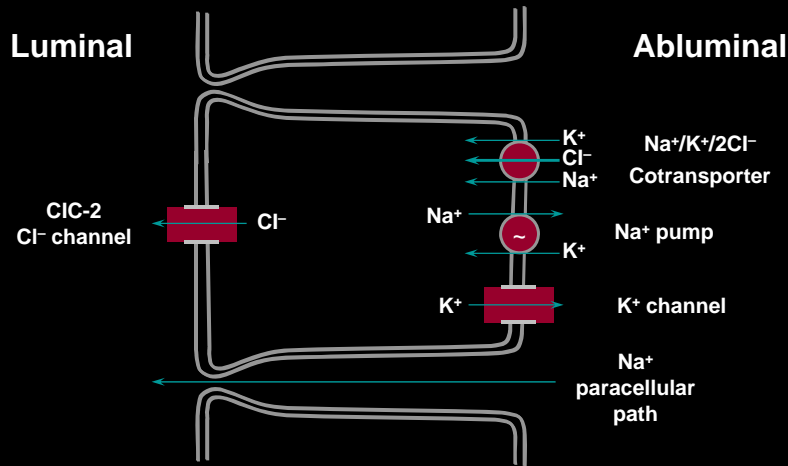 Luminal
Abluminal
K⁺
Cl⁻
Na⁺
Na⁺/K⁺/2Cl⁻
Cotransporter
ClC-2
Cl⁻ channel
Cl⁻
Na⁺
~
K⁺
Na⁺ pump
K⁺
K⁺ channel
Na⁺
paracellular
path